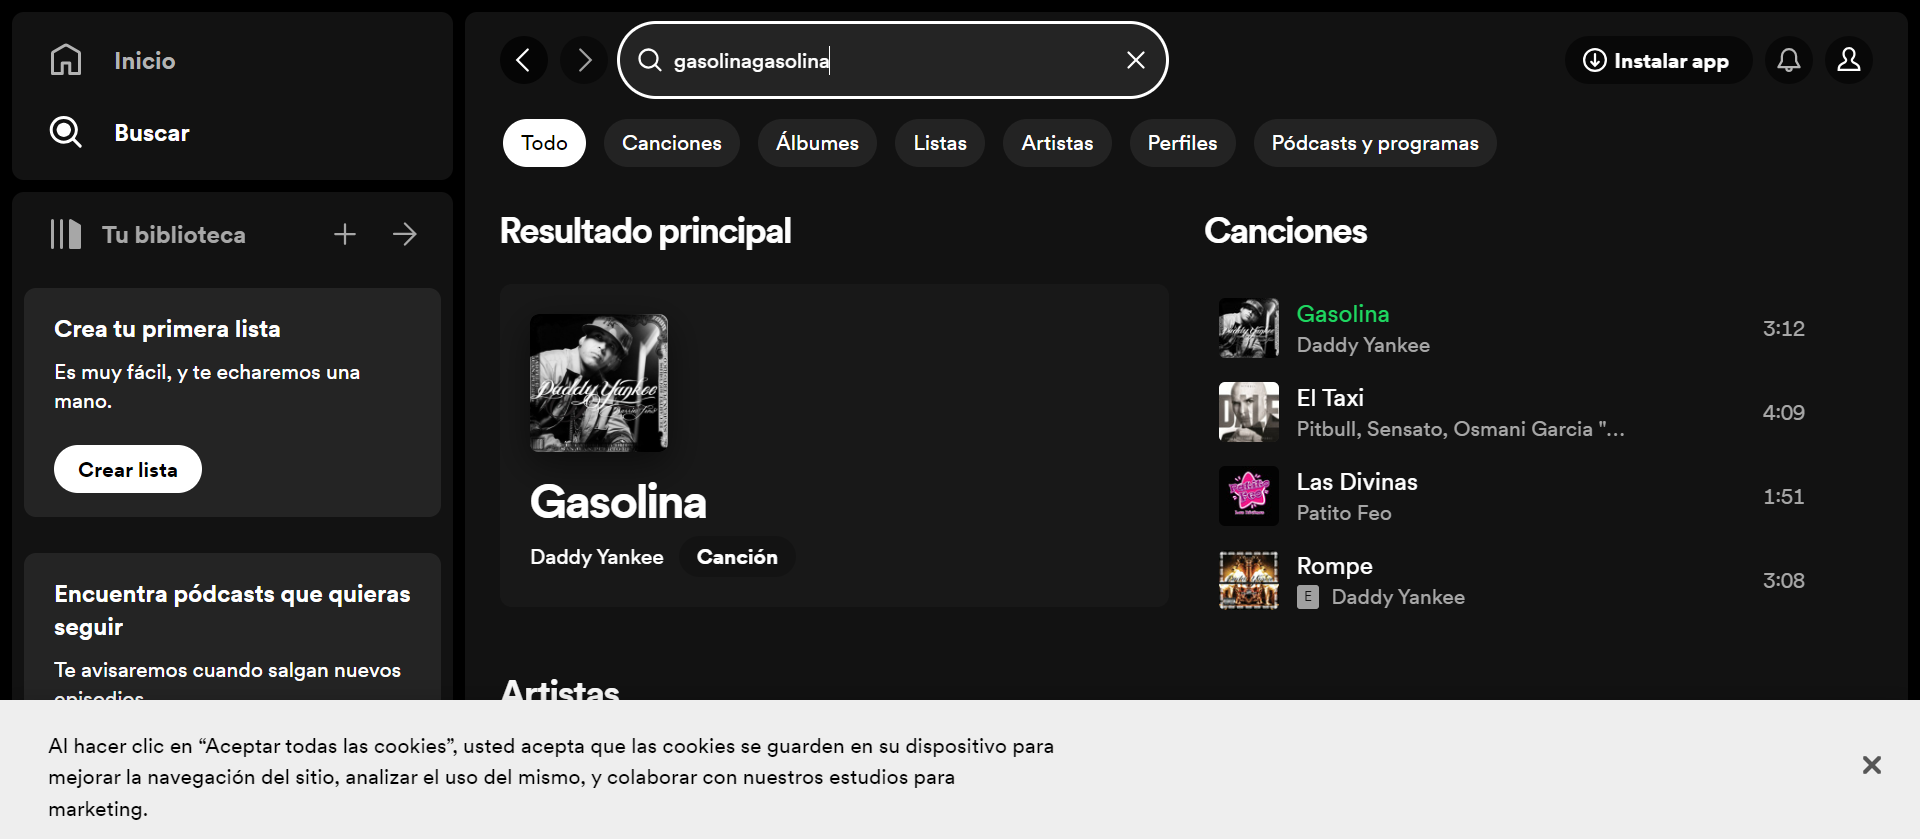 Inicio
Buscar
Tu biblioteca
Crea tu primera lista
Es muy fácil, y te echaremos una
mano.
Crear lista
Encuentra pódcasts que quieras
seguir
Te avisaremos cuando salgan nuevos
episodios
gasolinagasolina
Instalar app
Todo
Canciones
Álbumes
Listas
Artistas
Perfiles
Pódcasts y programas
Resultado principal
Daddy Yankee
Gasolina
Daddy Yankee
Canción
Canciones
Gasolina
Daddy Yankee
3:12
El Taxi
Pitbull, Sensato, Osmani Garcia "...
4:09
Las Divinas
Patito Feo
1:51
Rompe
E Daddy Yankee
3:08
Artistas
Al hacer clic en “Aceptar todas las cookies”, usted acepta que las cookies se guarden en su dispositivo para
mejorar la navegación del sitio, analizar el uso del mismo, y colaborar con nuestros estudios para
marketing.